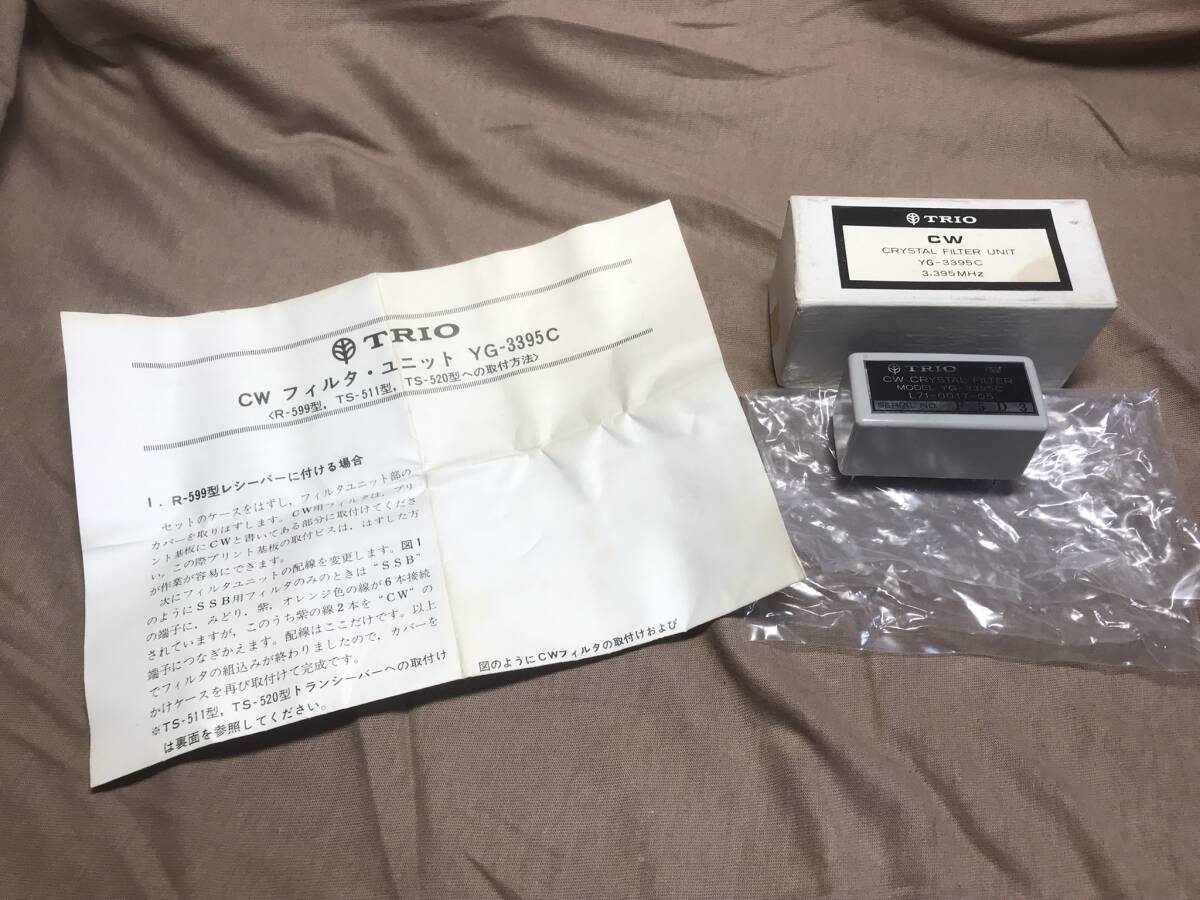 TRIO
CW フィルタ・ユニット YG-3395C
〈R-599型, TS-511型, TS-520型への取付方法〉
I. R-599型レシーバーに付ける場合
セットのケースをはずし, フィルタユニット部の
カバーを取りはずします。CW用フィルタは, プリ
ント基板にCWと書いてある部分に取付けてくださ
い。この際プリント基板の取付ビスは, はずした方
が作業が容易にできます。
次にフィルタユニットの配線を変更します。図1
のようにSSB用フィルタのみのときは“SSB”
の端子に, みどり, 紫, オレンジ色の線が6本接続
されていますが, このうち紫の線2本を“CW”の
端子につなぎかえます。配線はここだけです。以上
でフィルタの組込みが終わりましたので, カバーを
かけケースを再び取付けて完成です。
※TS-511型, TS-520型トランシーバーへの取付け
は裏面を参照してください。
図のようにCWフィルタの取付けおよび
TRIO
CW
CRYSTAL FILTER UNIT
YG-3395C
3.395MHz
TRIO
CW CRYSTAL FILTER
MODEL YG-3395C
L71-0017-05
SERIAL NO. 5 D 3